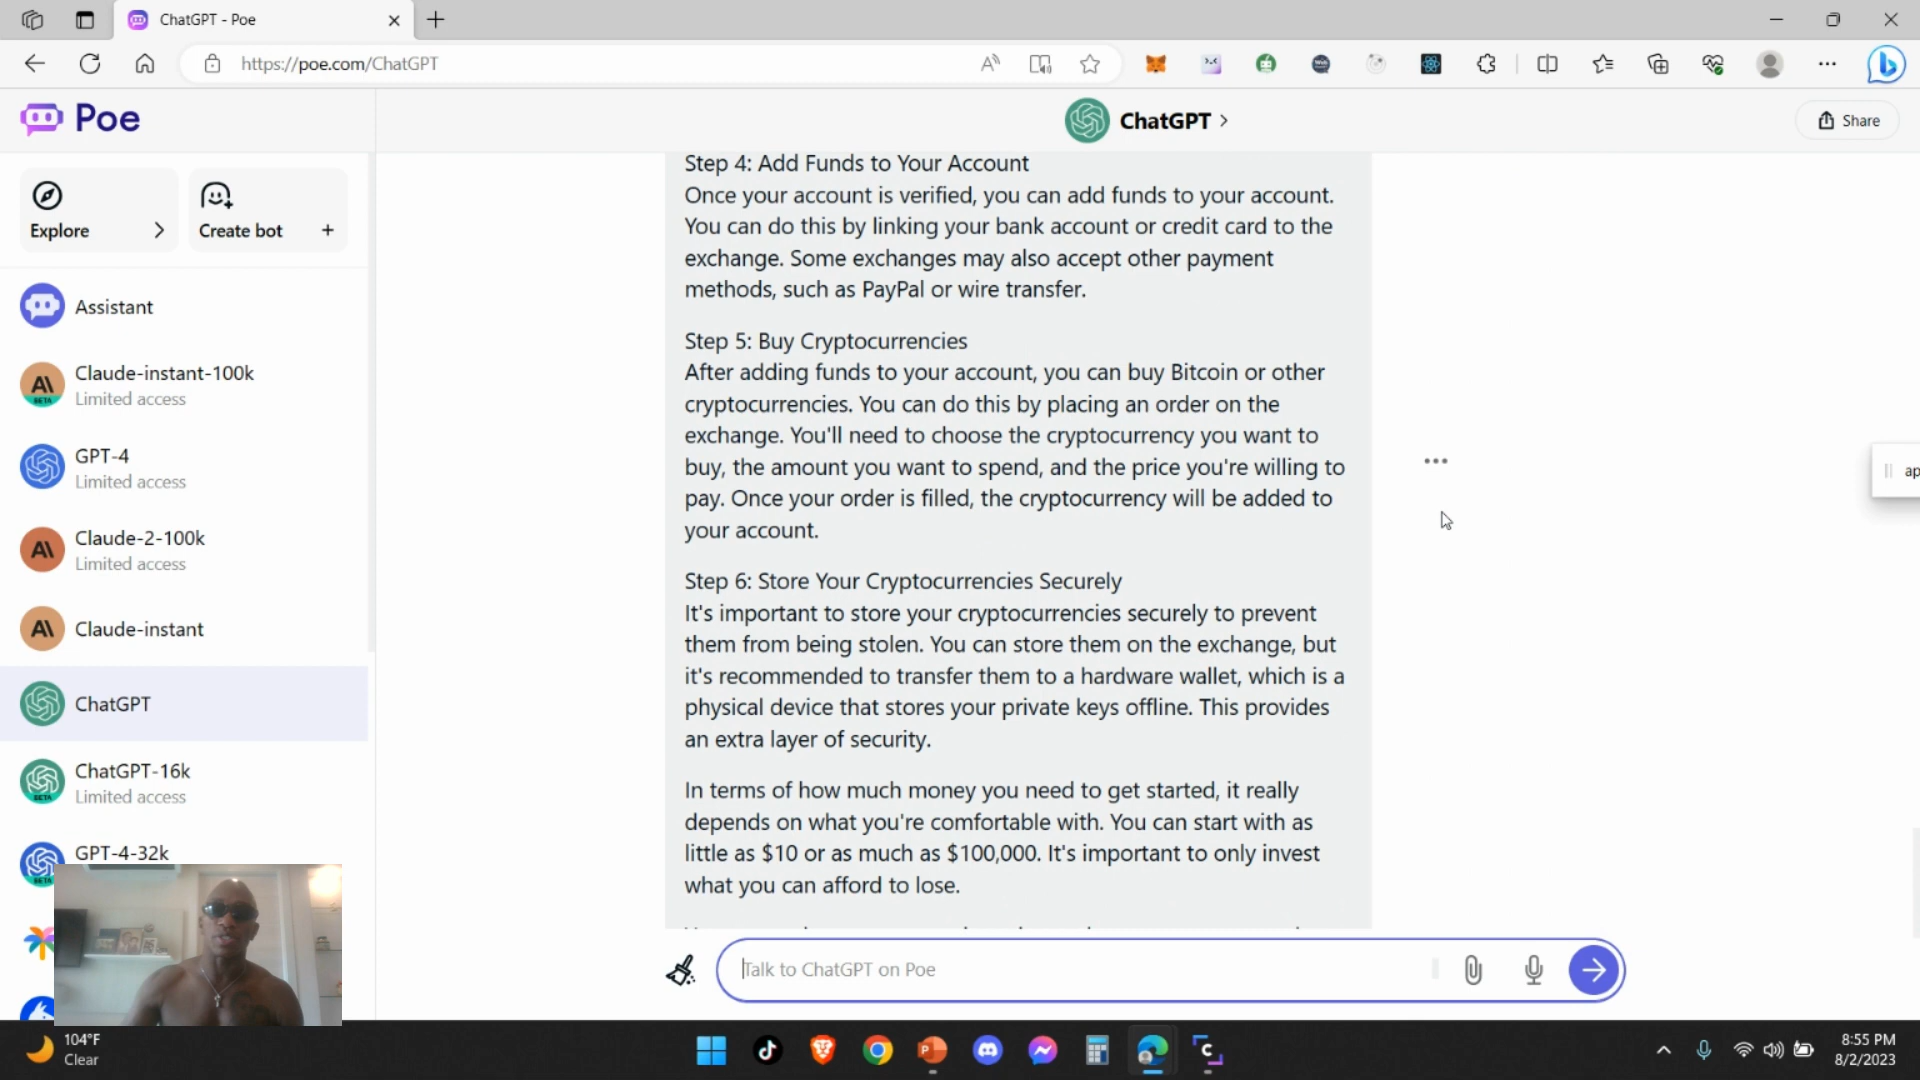 ChatGPT - Poe
https://poe.com/ChatGPT
Poe
ChatGPT
Share
Explore
Create bot
Assistant
Claude-instant-100k
Limited access
GPT-4
Limited access
Claude-2-100k
Limited access
Claude-instant
ChatGPT
ChatGPT-16k
Limited access
GPT-4-32k
Step 4: Add Funds to Your Account
Once your account is verified, you can add funds to your account.
You can do this by linking your bank account or credit card to the
exchange. Some exchanges may also accept other payment
methods, such as PayPal or wire transfer.
Step 5: Buy Cryptocurrencies
After adding funds to your account, you can buy Bitcoin or other
cryptocurrencies. You can do this by placing an order on the
exchange. You'll need to choose the cryptocurrency you want to
buy, the amount you want to spend, and the price you're willing to
pay. Once your order is filled, the cryptocurrency will be added to
your account.
Step 6: Store Your Cryptocurrencies Securely
It's important to store your cryptocurrencies securely to prevent
them from being stolen. You can store them on the exchange, but
it's recommended to transfer them to a hardware wallet, which is a
physical device that stores your private keys offline. This provides
an extra layer of security.
In terms of how much money you need to get started, it really
depends on what you're comfortable with. You can start with as
little as $10 or as much as $100,000. It's important to only invest
what you can afford to lose.
ap
Talk to ChatGPT on Poe
104°F
Clear
8:55 PM
8/2/2023